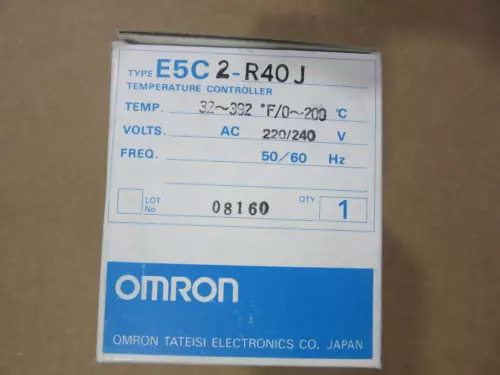 TYPE E5C 2-R40J
TEMPERATURE CONTROLLER
TEMP. 32~392 °F/0~200 °C
VOLTS. AC 220/240 V
FREQ. 50/60 Hz
LOT No 08160 QTY 1
OMRON
OMRON TATEISI ELECTRONICS CO. JAPAN